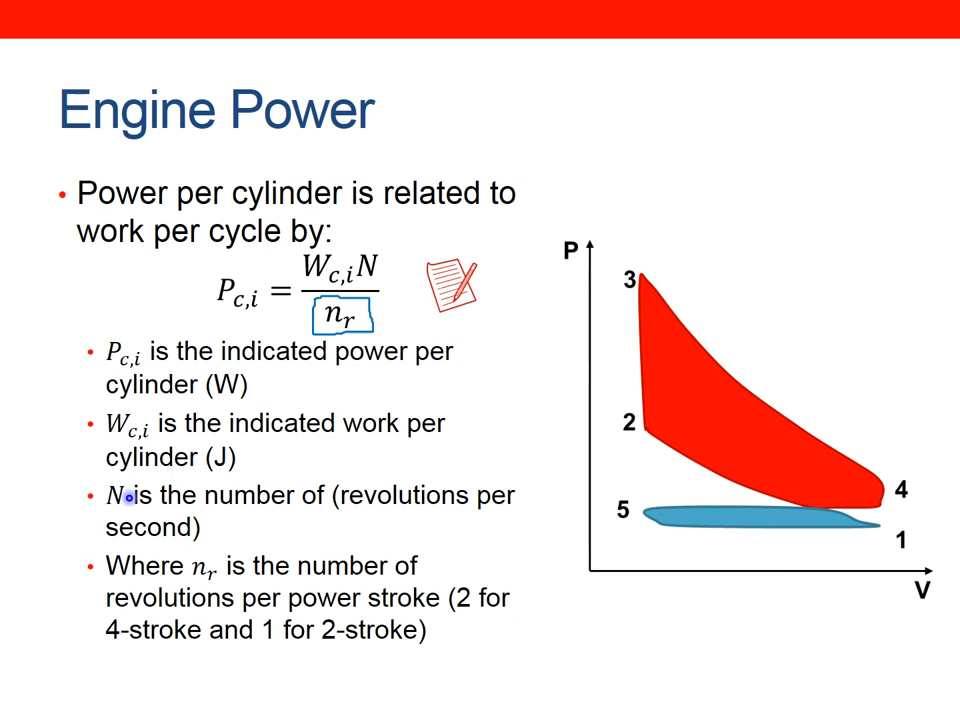 Engine Power
• Power per cylinder is related to
work per cycle by:
P_{c,i} = \frac{W_{c,i} N}{n_r}
• P_{c,i} is the indicated power per
cylinder (W)
• W_{c,i} is the indicated work per
cylinder (J)
• N is the number of (revolutions per
second)
• Where n_r is the number of
revolutions per power stroke (2 for
4-stroke and 1 for 2-stroke)
P
3
2
5
4
1
V